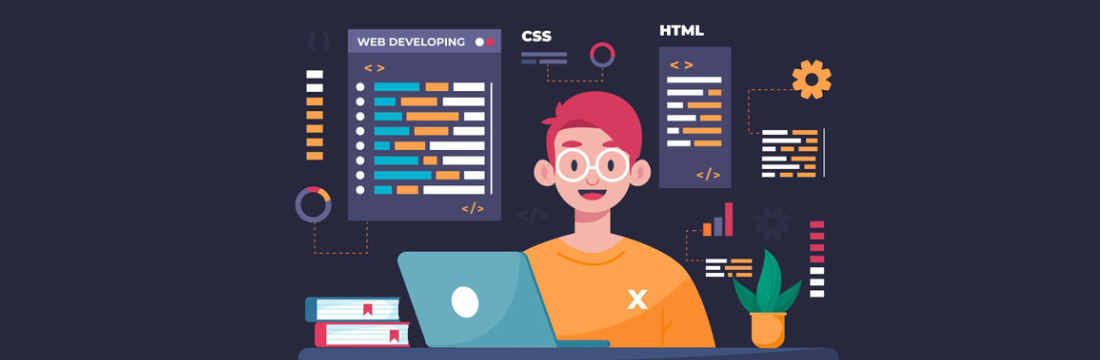 WEB DEVELOPING
< >
</>
CSS
HTML
< >
</>
{ }
</>
X